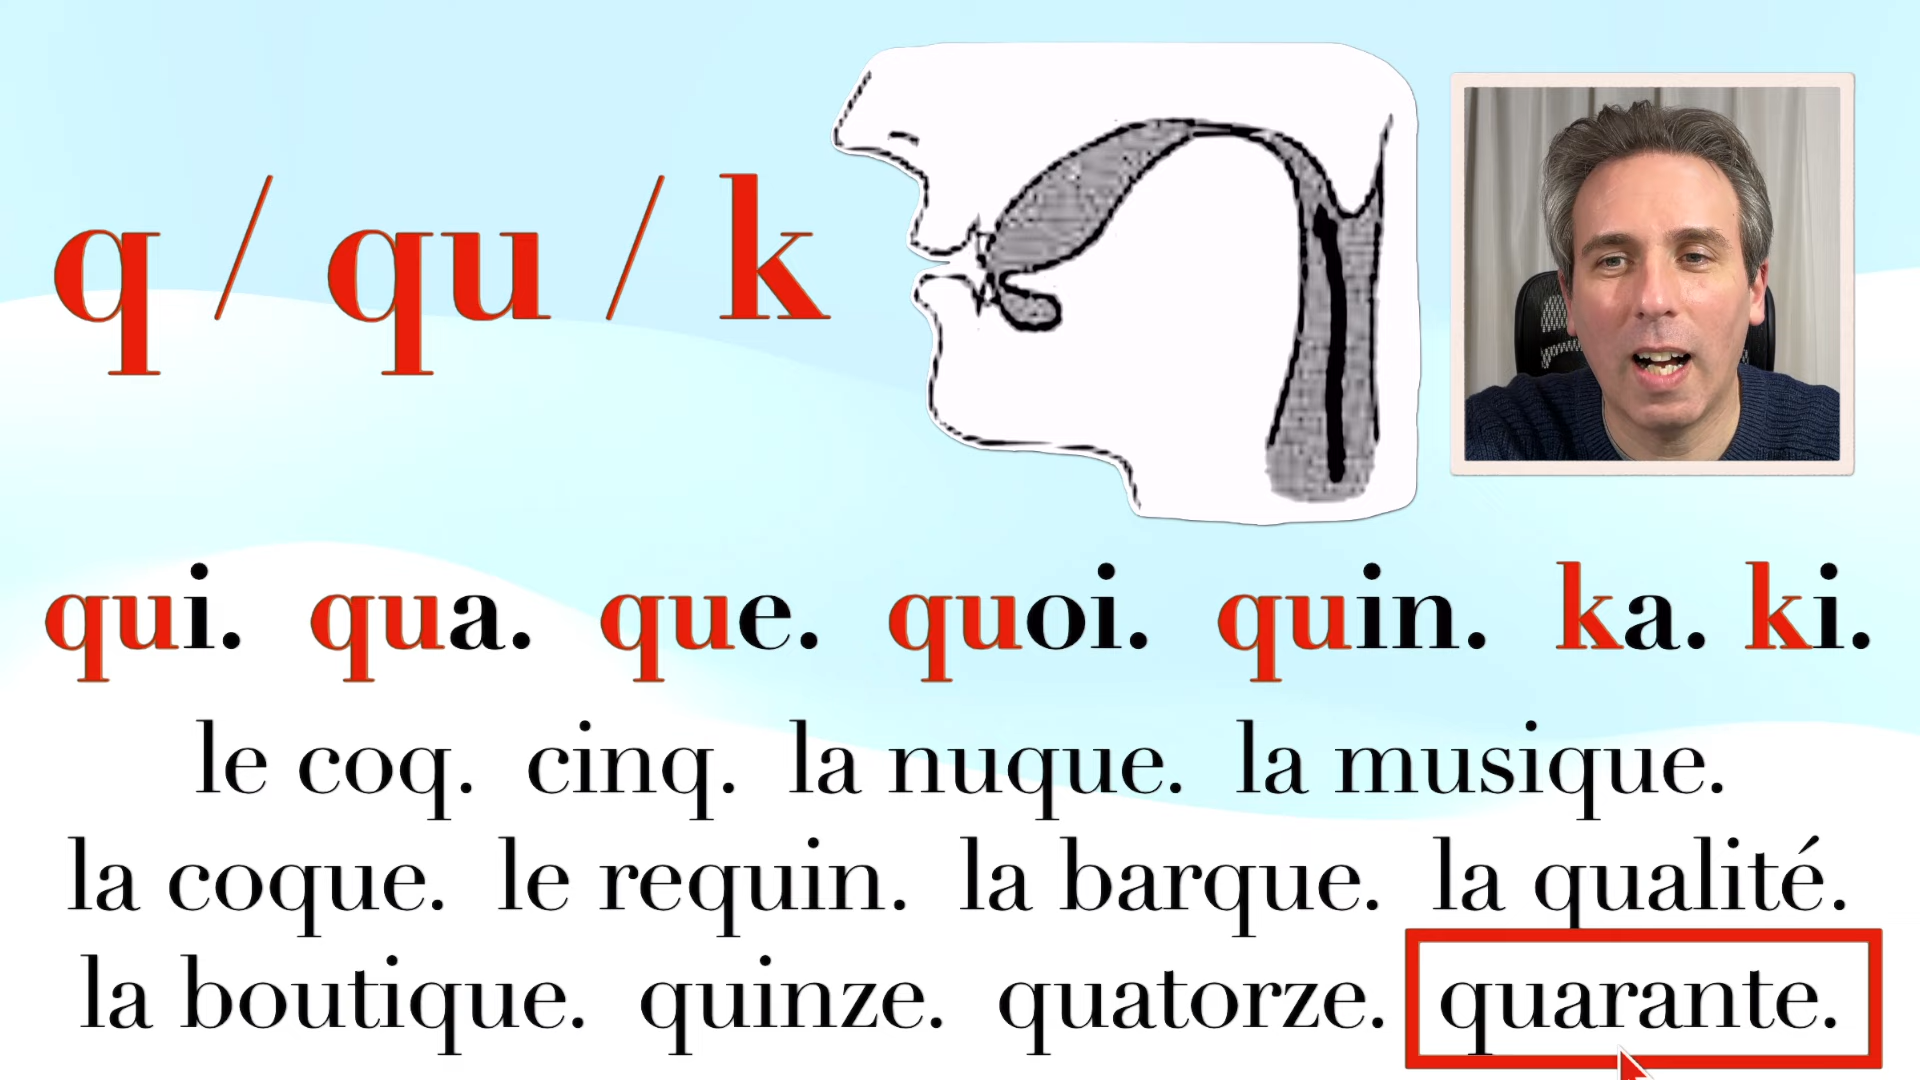 q / qu / k
qui. qua. que. quoi. quin. ka. ki.
le coq. cinq. la nuque. la musique.
la coque. le requin. la barque. la qualité.
la boutique. quinze. quatorze. quarante.